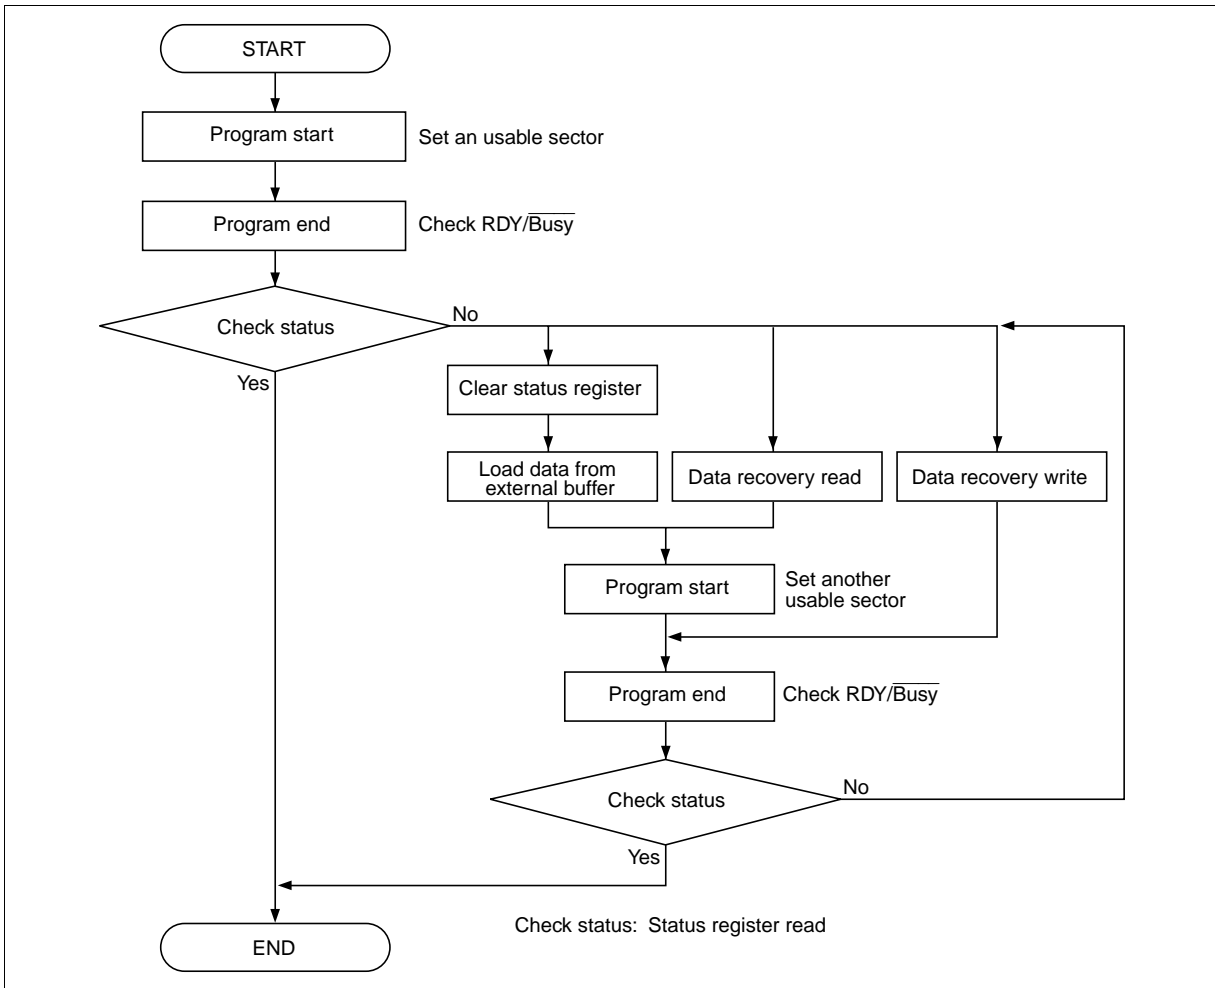 START
Program start
Set an usable sector
Program end
Check RDY/Busy
Check status
No
Yes
Clear status register
Load data from
external buffer
Data recovery read
Data recovery write
Program start
Set another
usable sector
Program end
Check RDY/Busy
Check status
No
Yes
Check status: Status register read
END